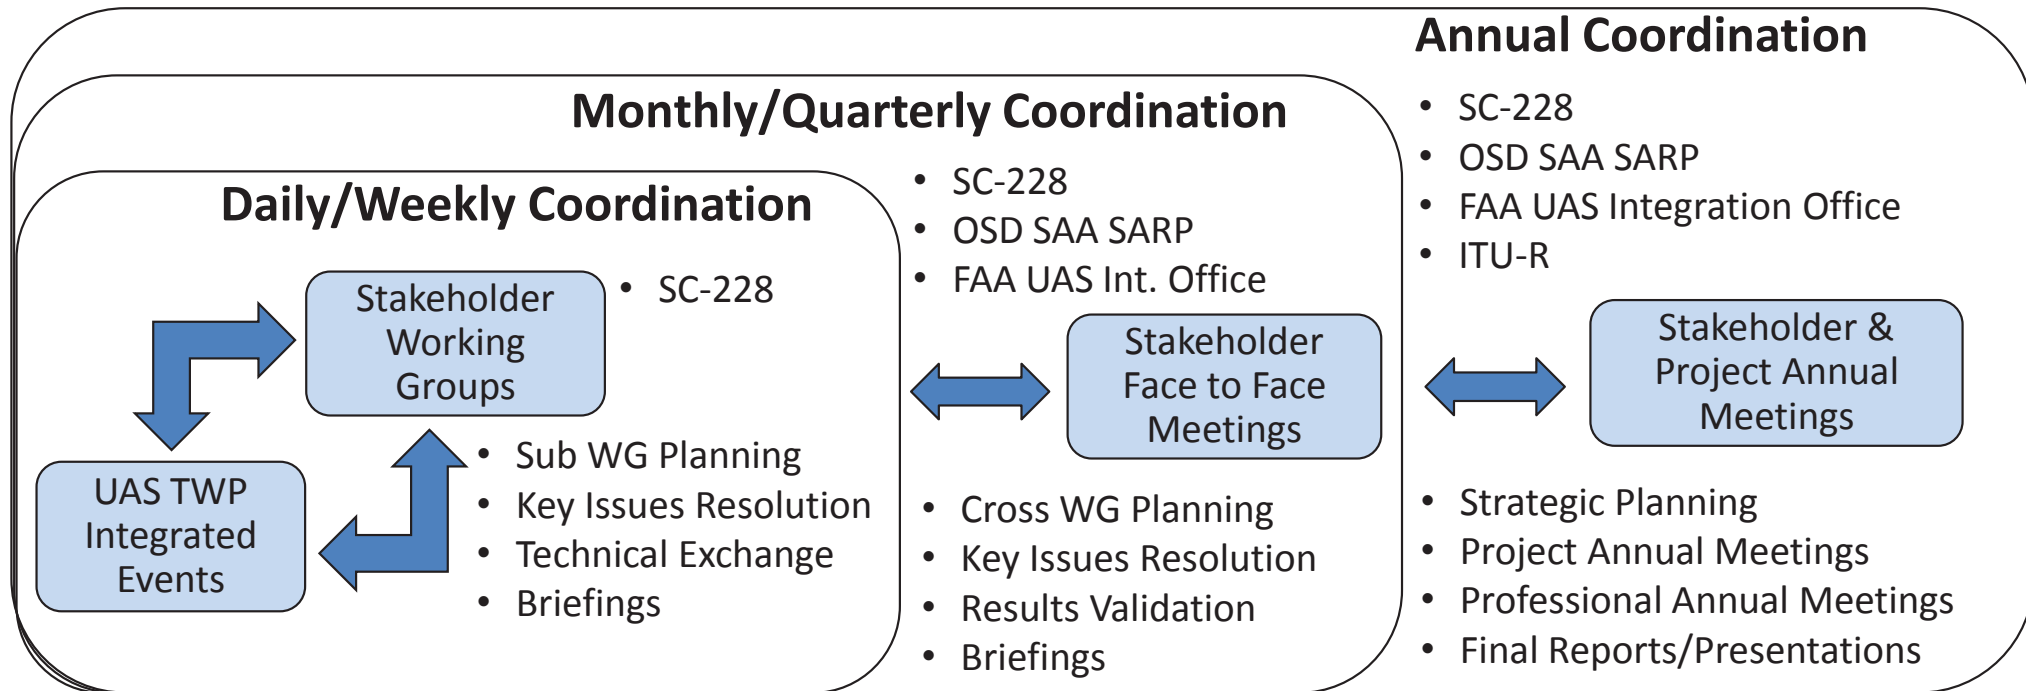 Annual Coordination
• SC-228
• OSD SAA SARP
• FAA UAS Integration Office
• ITU-R
Stakeholder &
Project Annual
Meetings
• Strategic Planning
• Project Annual Meetings
• Professional Annual Meetings
• Final Reports/Presentations
Monthly/Quarterly Coordination
• SC-228
• OSD SAA SARP
• FAA UAS Int. Office
Stakeholder
Face to Face
Meetings
• Cross WG Planning
• Key Issues Resolution
• Results Validation
• Briefings
Daily/Weekly Coordination
Stakeholder
Working
Groups
• SC-228
UAS TWP
Integrated
Events
• Sub WG Planning
• Key Issues Resolution
• Technical Exchange
• Briefings